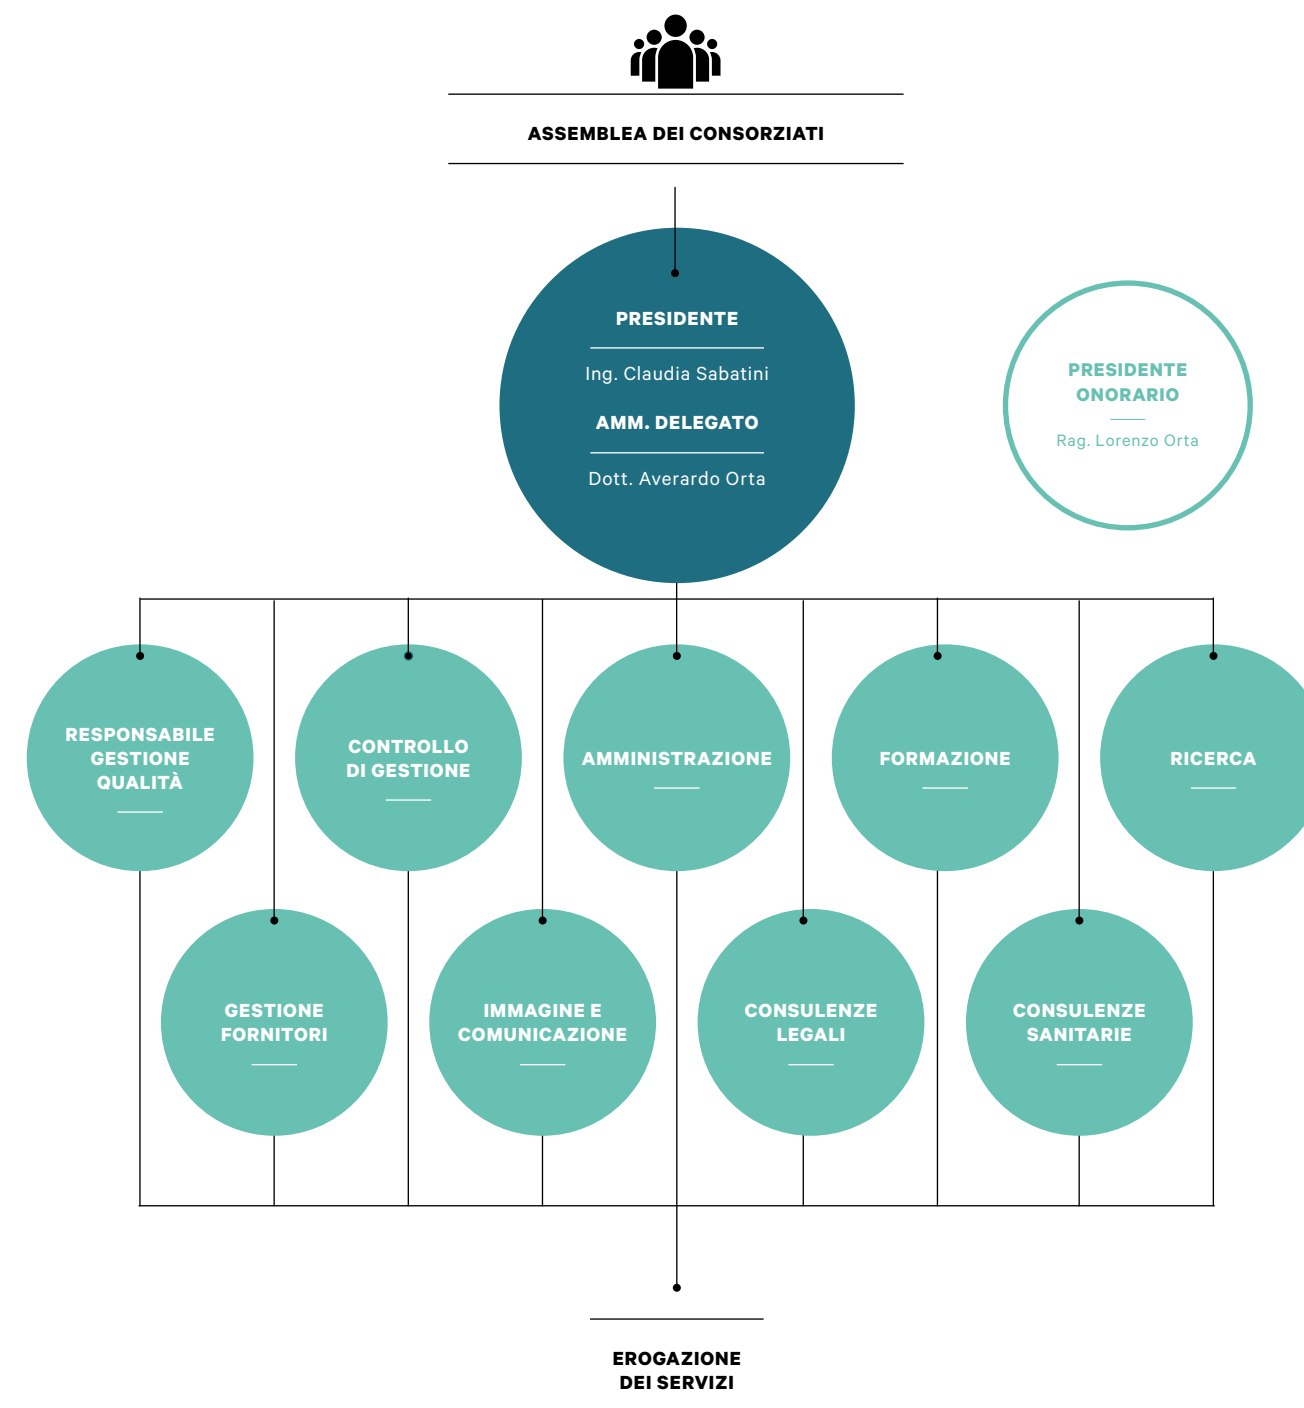 ASSEMBLEA DEI CONSORZIATI
PRESIDENTE
Ing. Claudia Sabatini
AMM. DELEGATO
Dott. Averardo Orta
PRESIDENTE
ONORARIO
Rag. Lorenzo Orta
RESPONSABILE
GESTIONE
QUALITÀ
CONTROLLO
DI GESTIONE
AMMINISTRAZIONE
FORMAZIONE
RICERCA
GESTIONE
FORNITORI
IMMAGINE E
COMUNICAZIONE
CONSULENZE
LEGALI
CONSULENZE
SANITARIE
EROGAZIONE
DEI SERVIZI